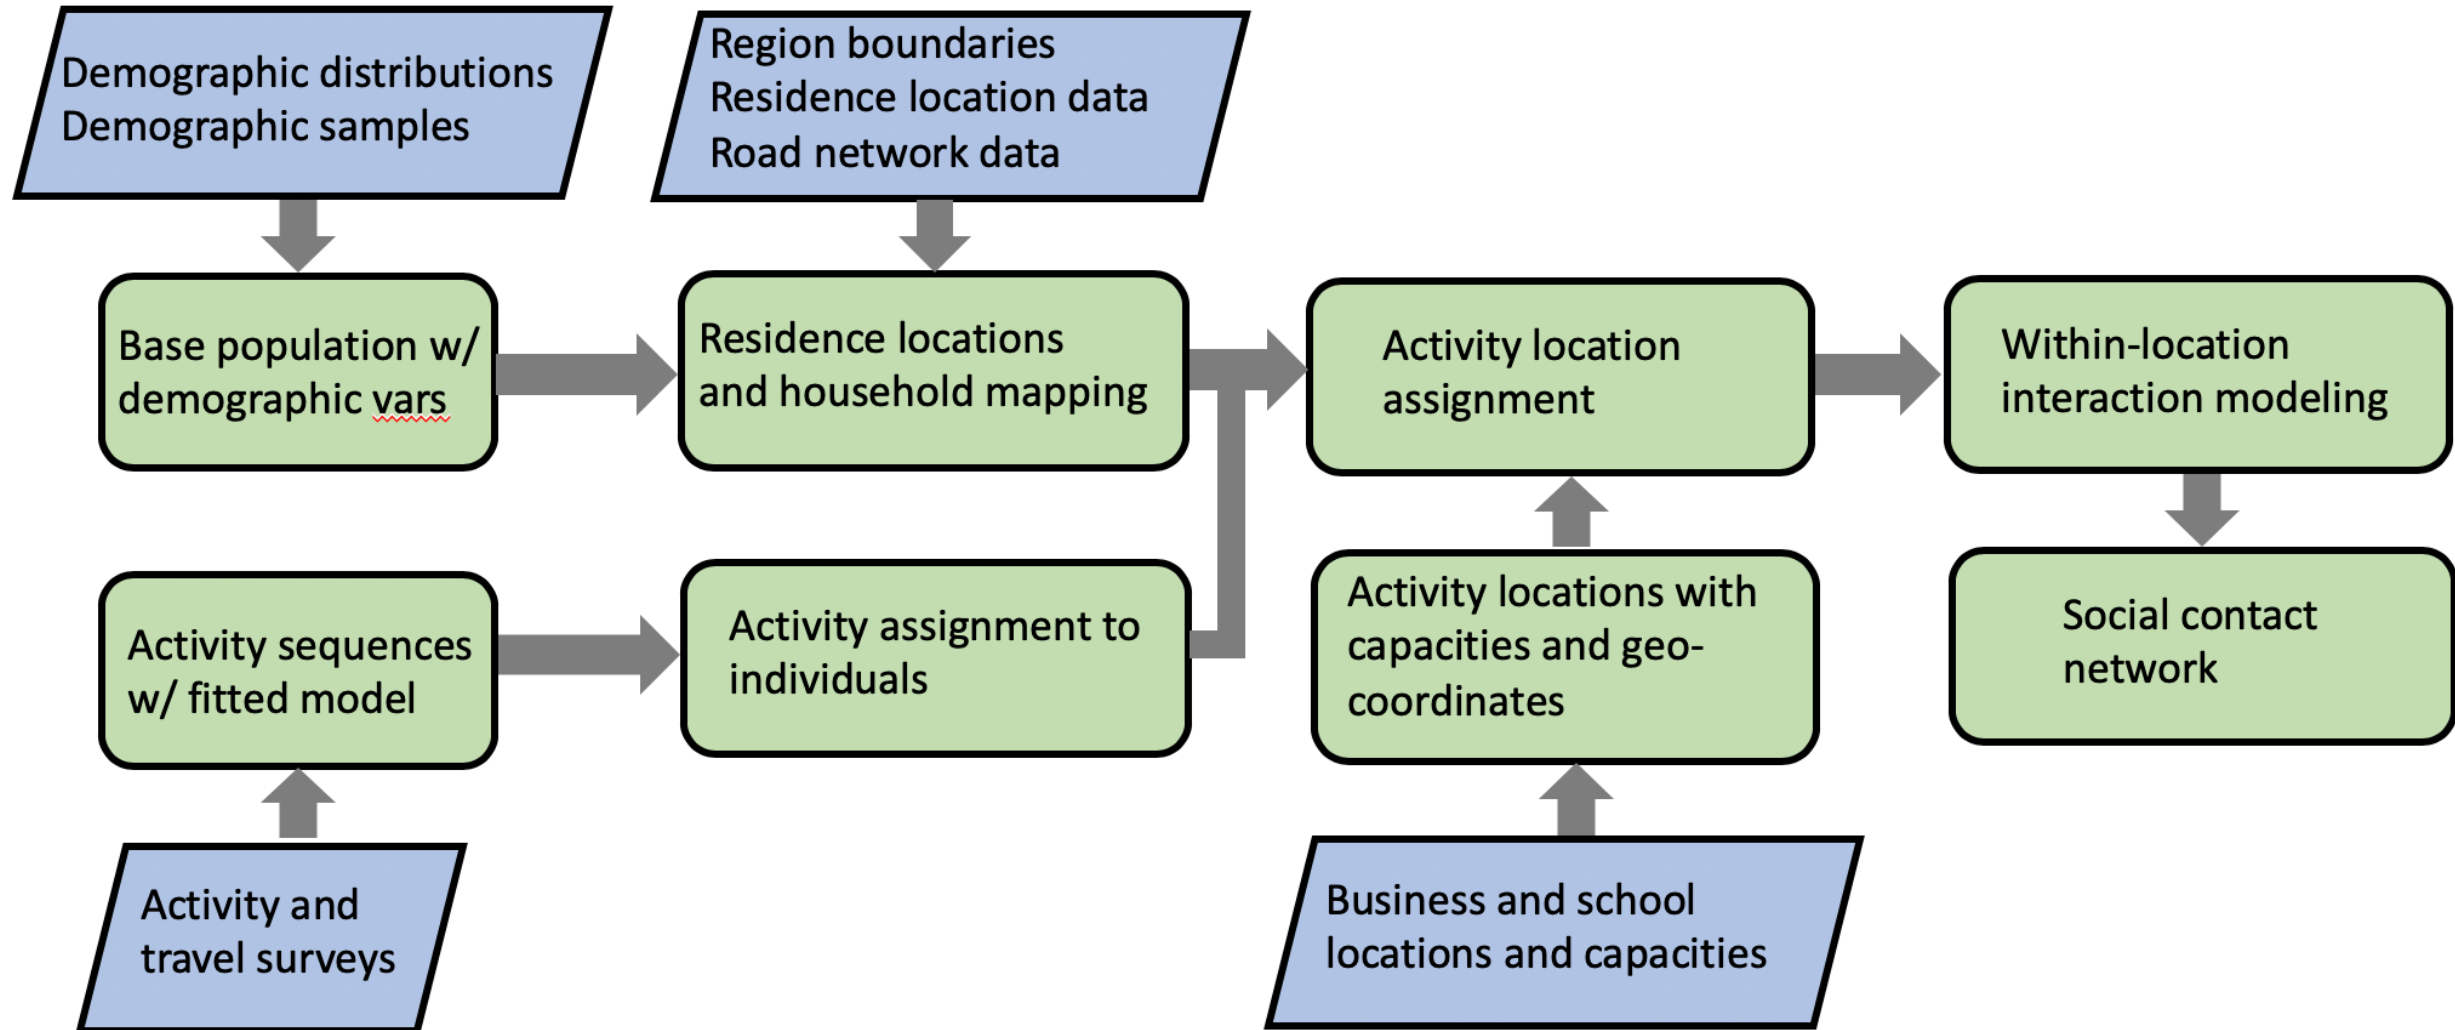 Demographic distributions
Demographic samples
Region boundaries
Residence location data
Road network data
Base population w/
demographic vars
Residence locations
and household mapping
Activity location
assignment
Within-location
interaction modeling
Activity sequences
w/ fitted model
Activity assignment to
individuals
Activity locations with
capacities and geo-
coordinates
Social contact
network
Activity and
travel surveys
Business and school
locations and capacities